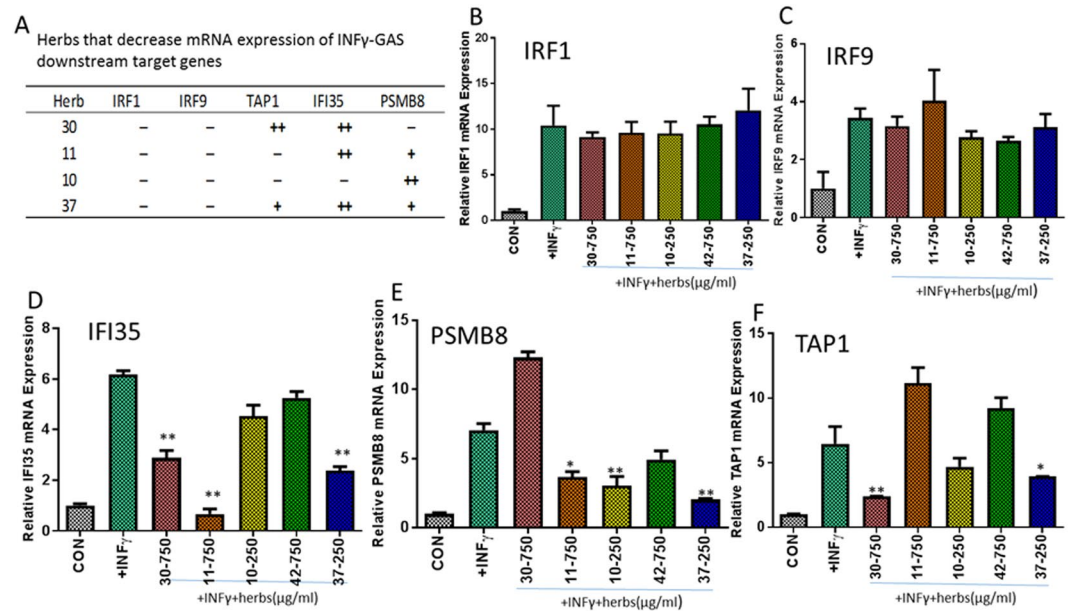 A
Herbs that decrease mRNA expression of INFγ-GAS
downstream target genes
Herb IRF1 IRF9 TAP1 IFI35 PSMB8
30 – – ++ ++ –
11 – – – ++ +
10 – – – – ++
37 – – + ++ +
B
IRF1
Relative IRF1 mRNA Expression
20
15
10
5
0
CON
+INFγ
30-750
11-750
10-250
42-750
37-250
+INFγ+herbs(µg/ml)
C
IRF9
Relative IRF9 mRNA Expression
6
4
2
0
CON
+INFγ
30-750
11-750
10-250
42-750
37-250
+INFγ+herbs(µg/ml)
D
IFI35
Relative IFI35 mRNA Expression
8
6
4
2
0
**
**
**
CON
+INFγ
30-750
11-750
10-250
42-750
37-250
+INFγ+herbs(µg/ml)
E
PSMB8
Relative PSMB8 mRNA Expression
15
10
5
0
*
**
**
CON
+INFγ
30-750
11-750
10-250
42-750
37-250
+INFγ+herbs(µg/ml)
F
TAP1
Relative TAP1 mRNA Expression
15
10
5
0
**
*
CON
+INFγ
30-750
11-750
10-250
42-750
37-250
+INFγ+herbs(µg/ml)